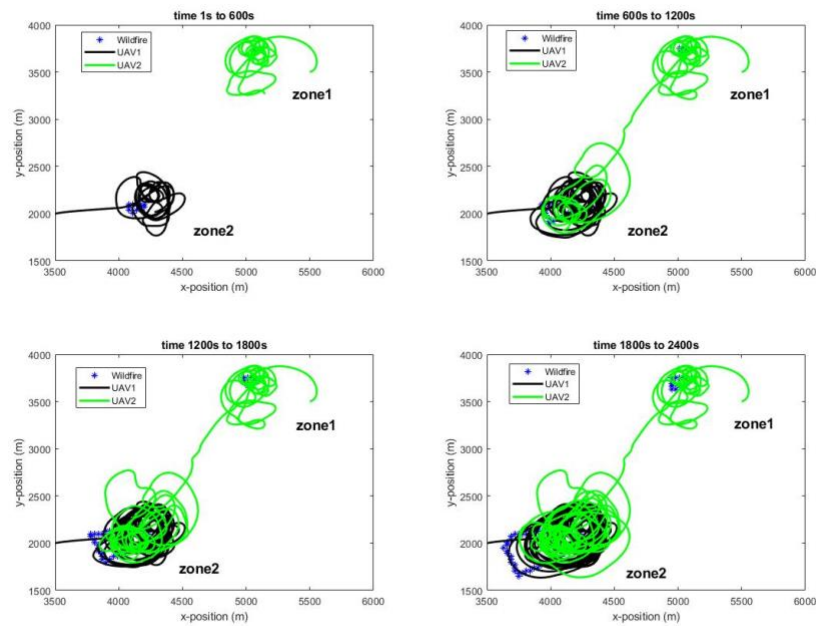 time 1s to 600s
4000
3500
3000
2500
2000
1500
y-position (m)
Wildfire
UAV1
UAV2
zone1
zone2
3500 4000 4500 5000 5500 6000
x-position (m)
time 600s to 1200s
4000
3500
3000
2500
2000
1500
y-position (m)
Wildfire
UAV1
UAV2
zone1
zone2
3500 4000 4500 5000 5500 6000
x-position (m)
time 1200s to 1800s
4000
3500
3000
2500
2000
1500
y-position (m)
Wildfire
UAV1
UAV2
zone1
zone2
3500 4000 4500 5000 5500 6000
x-position (m)
time 1800s to 2400s
4000
3500
3000
2500
2000
1500
y-position (m)
Wildfire
UAV1
UAV2
zone1
zone2
3500 4000 4500 5000 5500 6000
x-position (m)